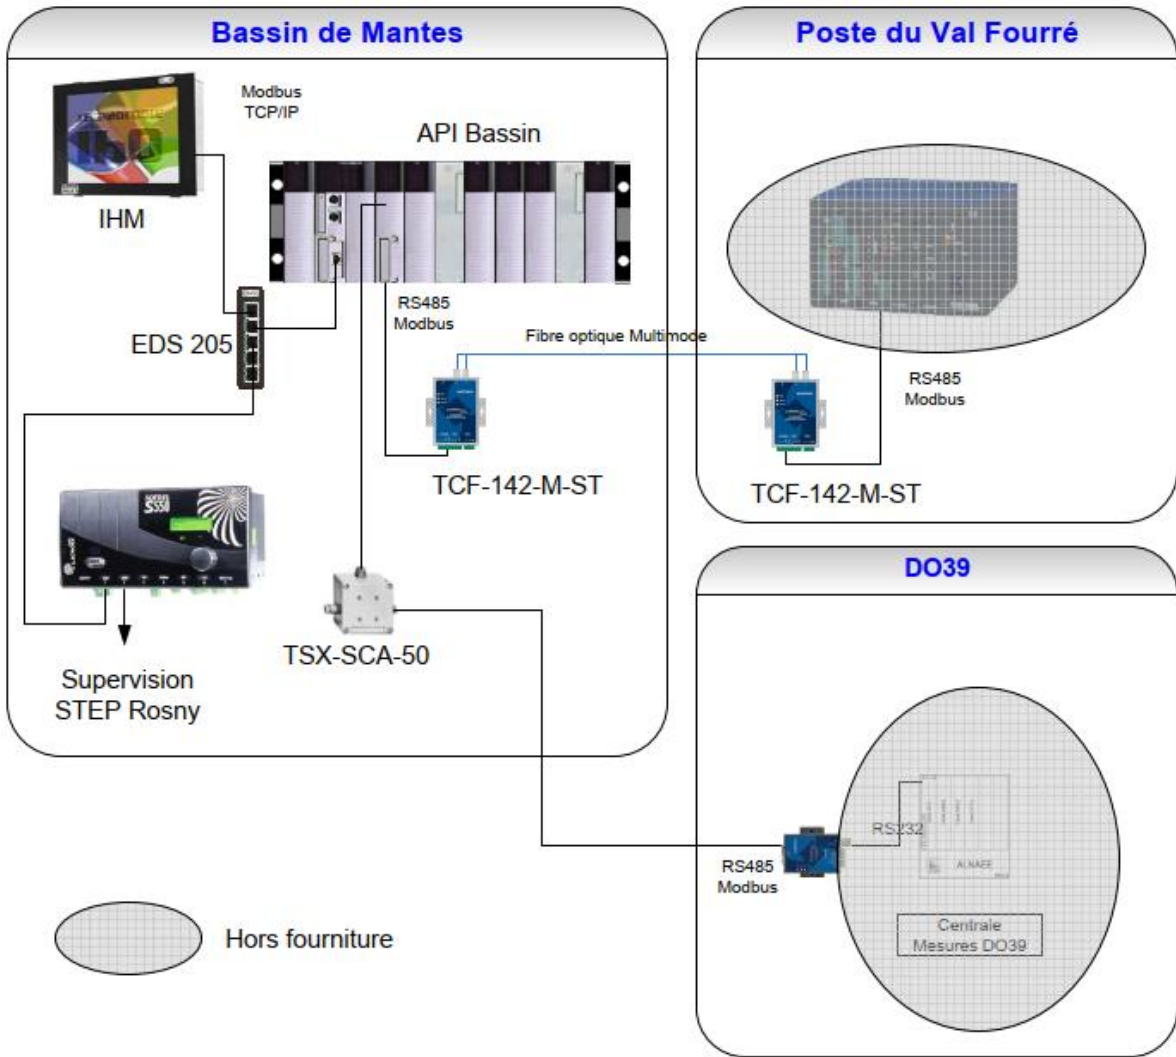 Bassin de Mantes
Poste du Val Fourré
Modbus
TCP/IP
API Bassin
IHM
EDS 205
RS485
Modbus
Fibre optique Multimode
RS485
Modbus
TCF-142-M-ST
TCF-142-M-ST
sofrel
S550
DO39
TSX-SCA-50
Supervision
STEP Rosny
RS232
RS485
Modbus
Centrale
Mesures DO39
Hors fourniture